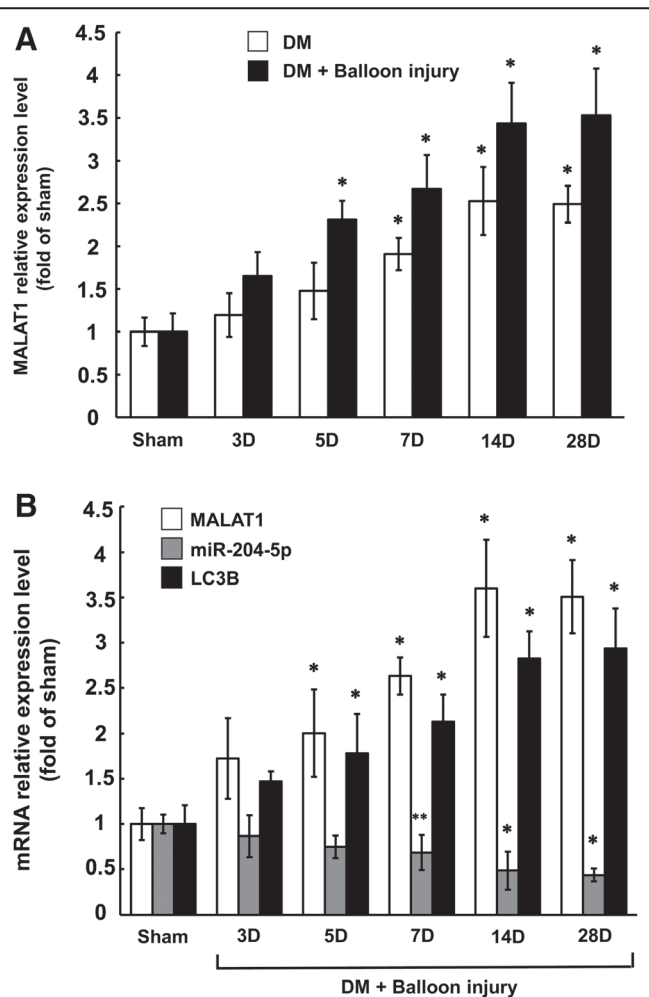 A
DM
DM + Balloon injury
MALAT1 relative expression level
(fold of sham)
4.5
4
3.5
3
2.5
2
1.5
1
0.5
0
*
*
*
*
*
*
*
Sham 3D 5D 7D 14D 28D
B
MALAT1
miR-204-5p
LC3B
mRNA relative expression level
(fold of sham)
4.5
4
3.5
3
2.5
2
1.5
1
0.5
0
*
*
*
*
**
*
*
*
*
*
*
Sham 3D 5D 7D 14D 28D
DM + Balloon injury